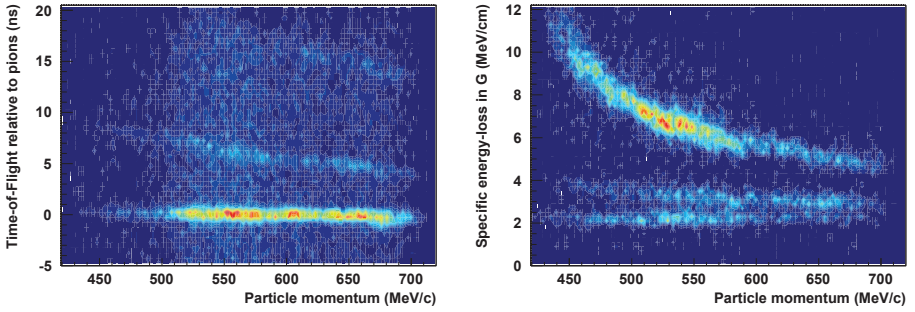 Time-of-Flight relative to pions (ns)
20
15
10
5
0
-5
450 500 550 600 650 700
Particle momentum (MeV/c)
Specific energy-loss in G (MeV/cm)
12
10
8
6
4
2
0
450 500 550 600 650 700
Particle momentum (MeV/c)